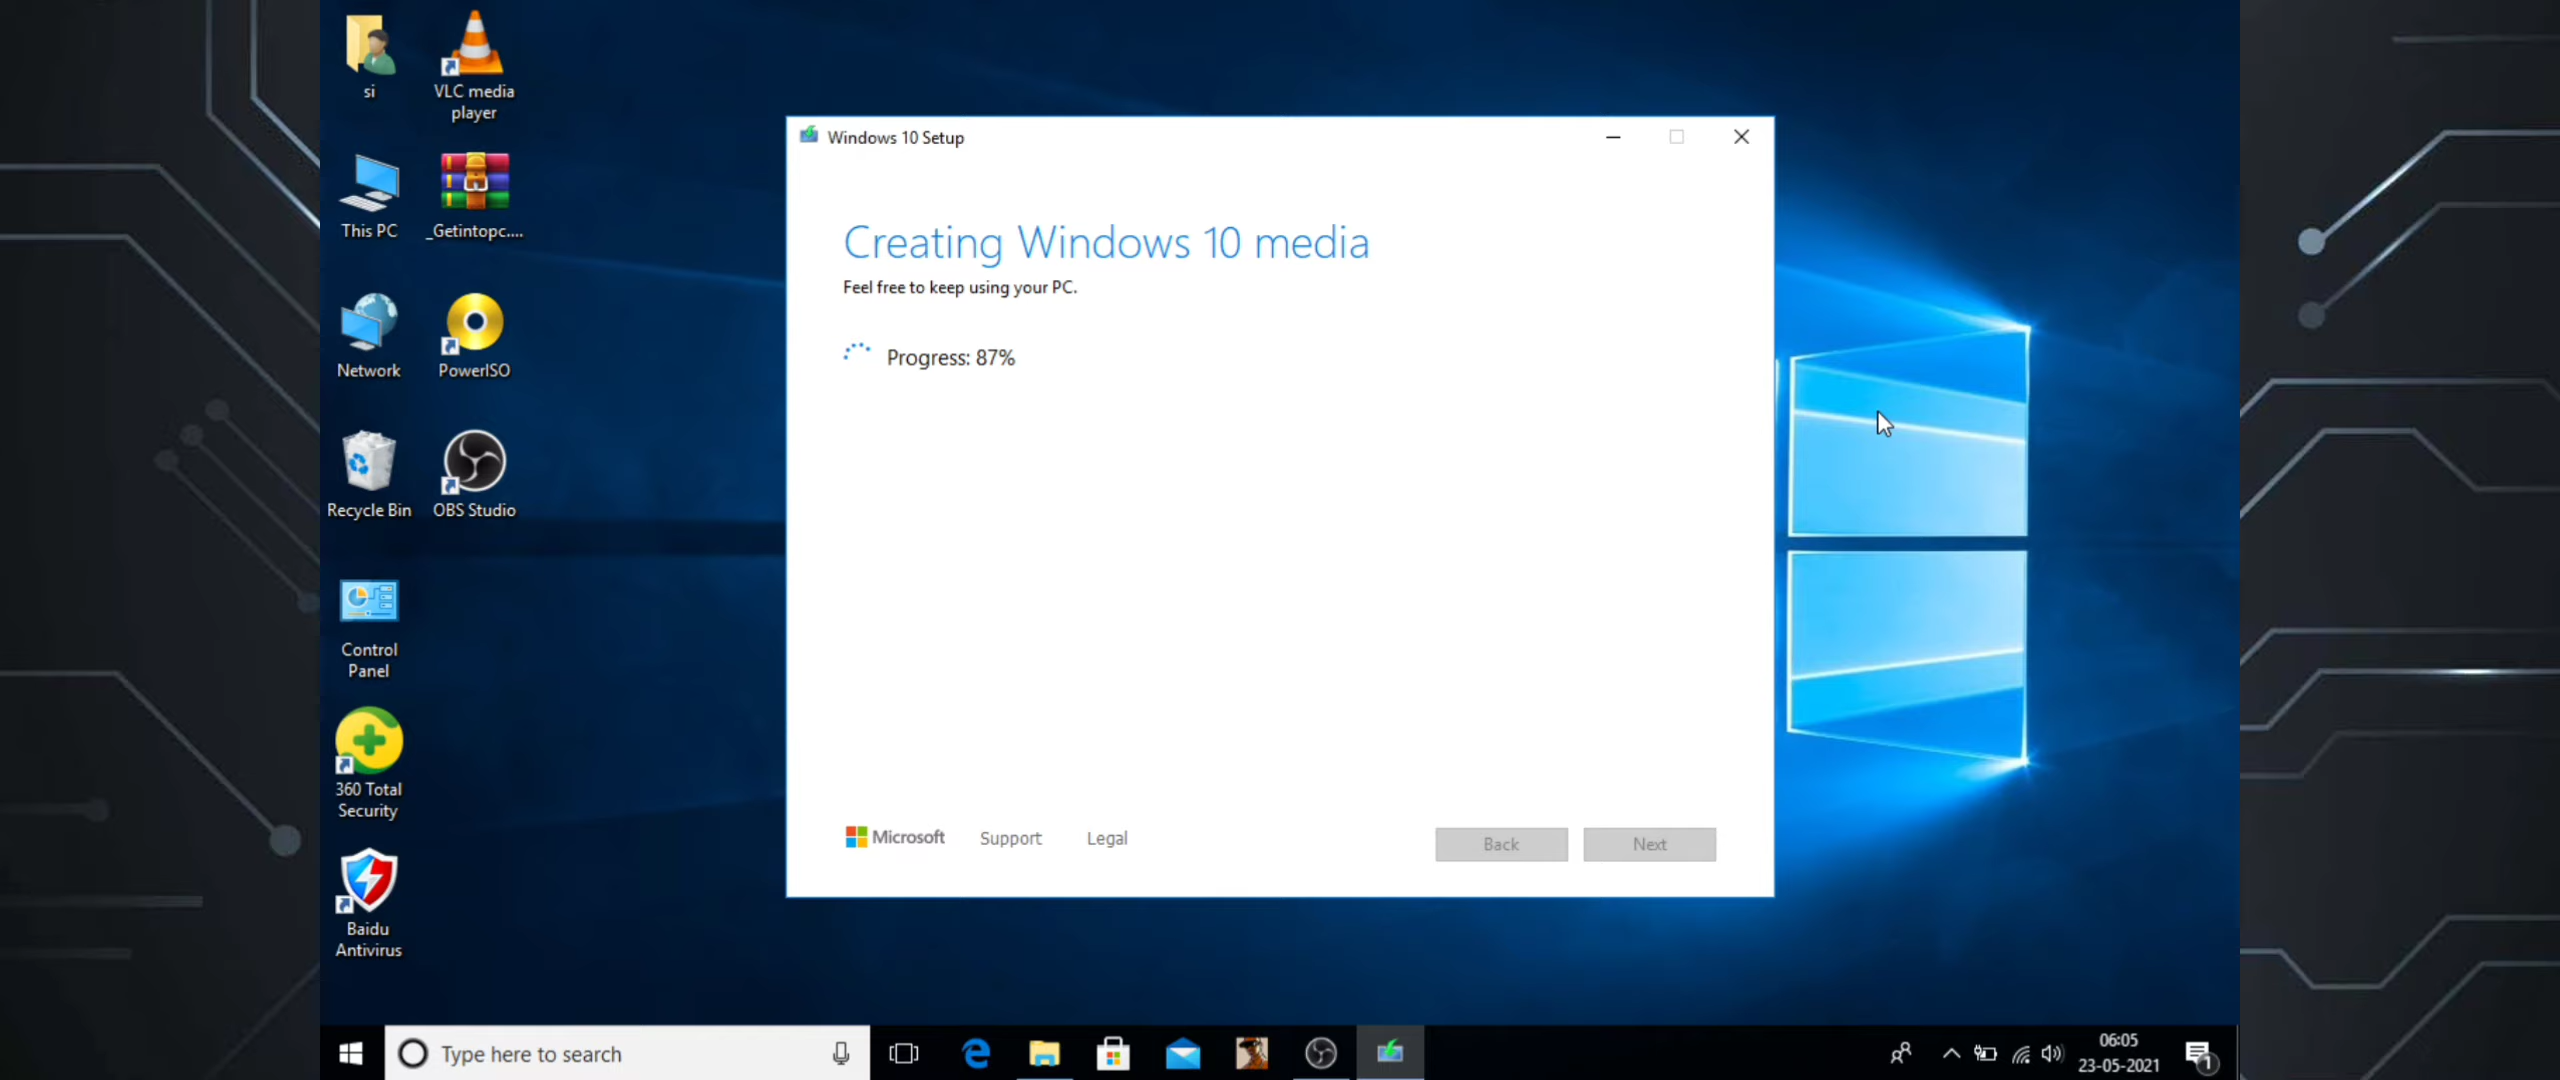 si
VLC media
player
This PC
_Getintopc....
Network
PowerISO
Recycle Bin
OBS Studio
Control
Panel
360 Total
Security
Baidu
Antivirus
Windows 10 Setup
Creating Windows 10 media
Feel free to keep using your PC.
Progress: 87%
Microsoft
Support
Legal
Back
Next
Type here to search
06:05
23-05-2021
1